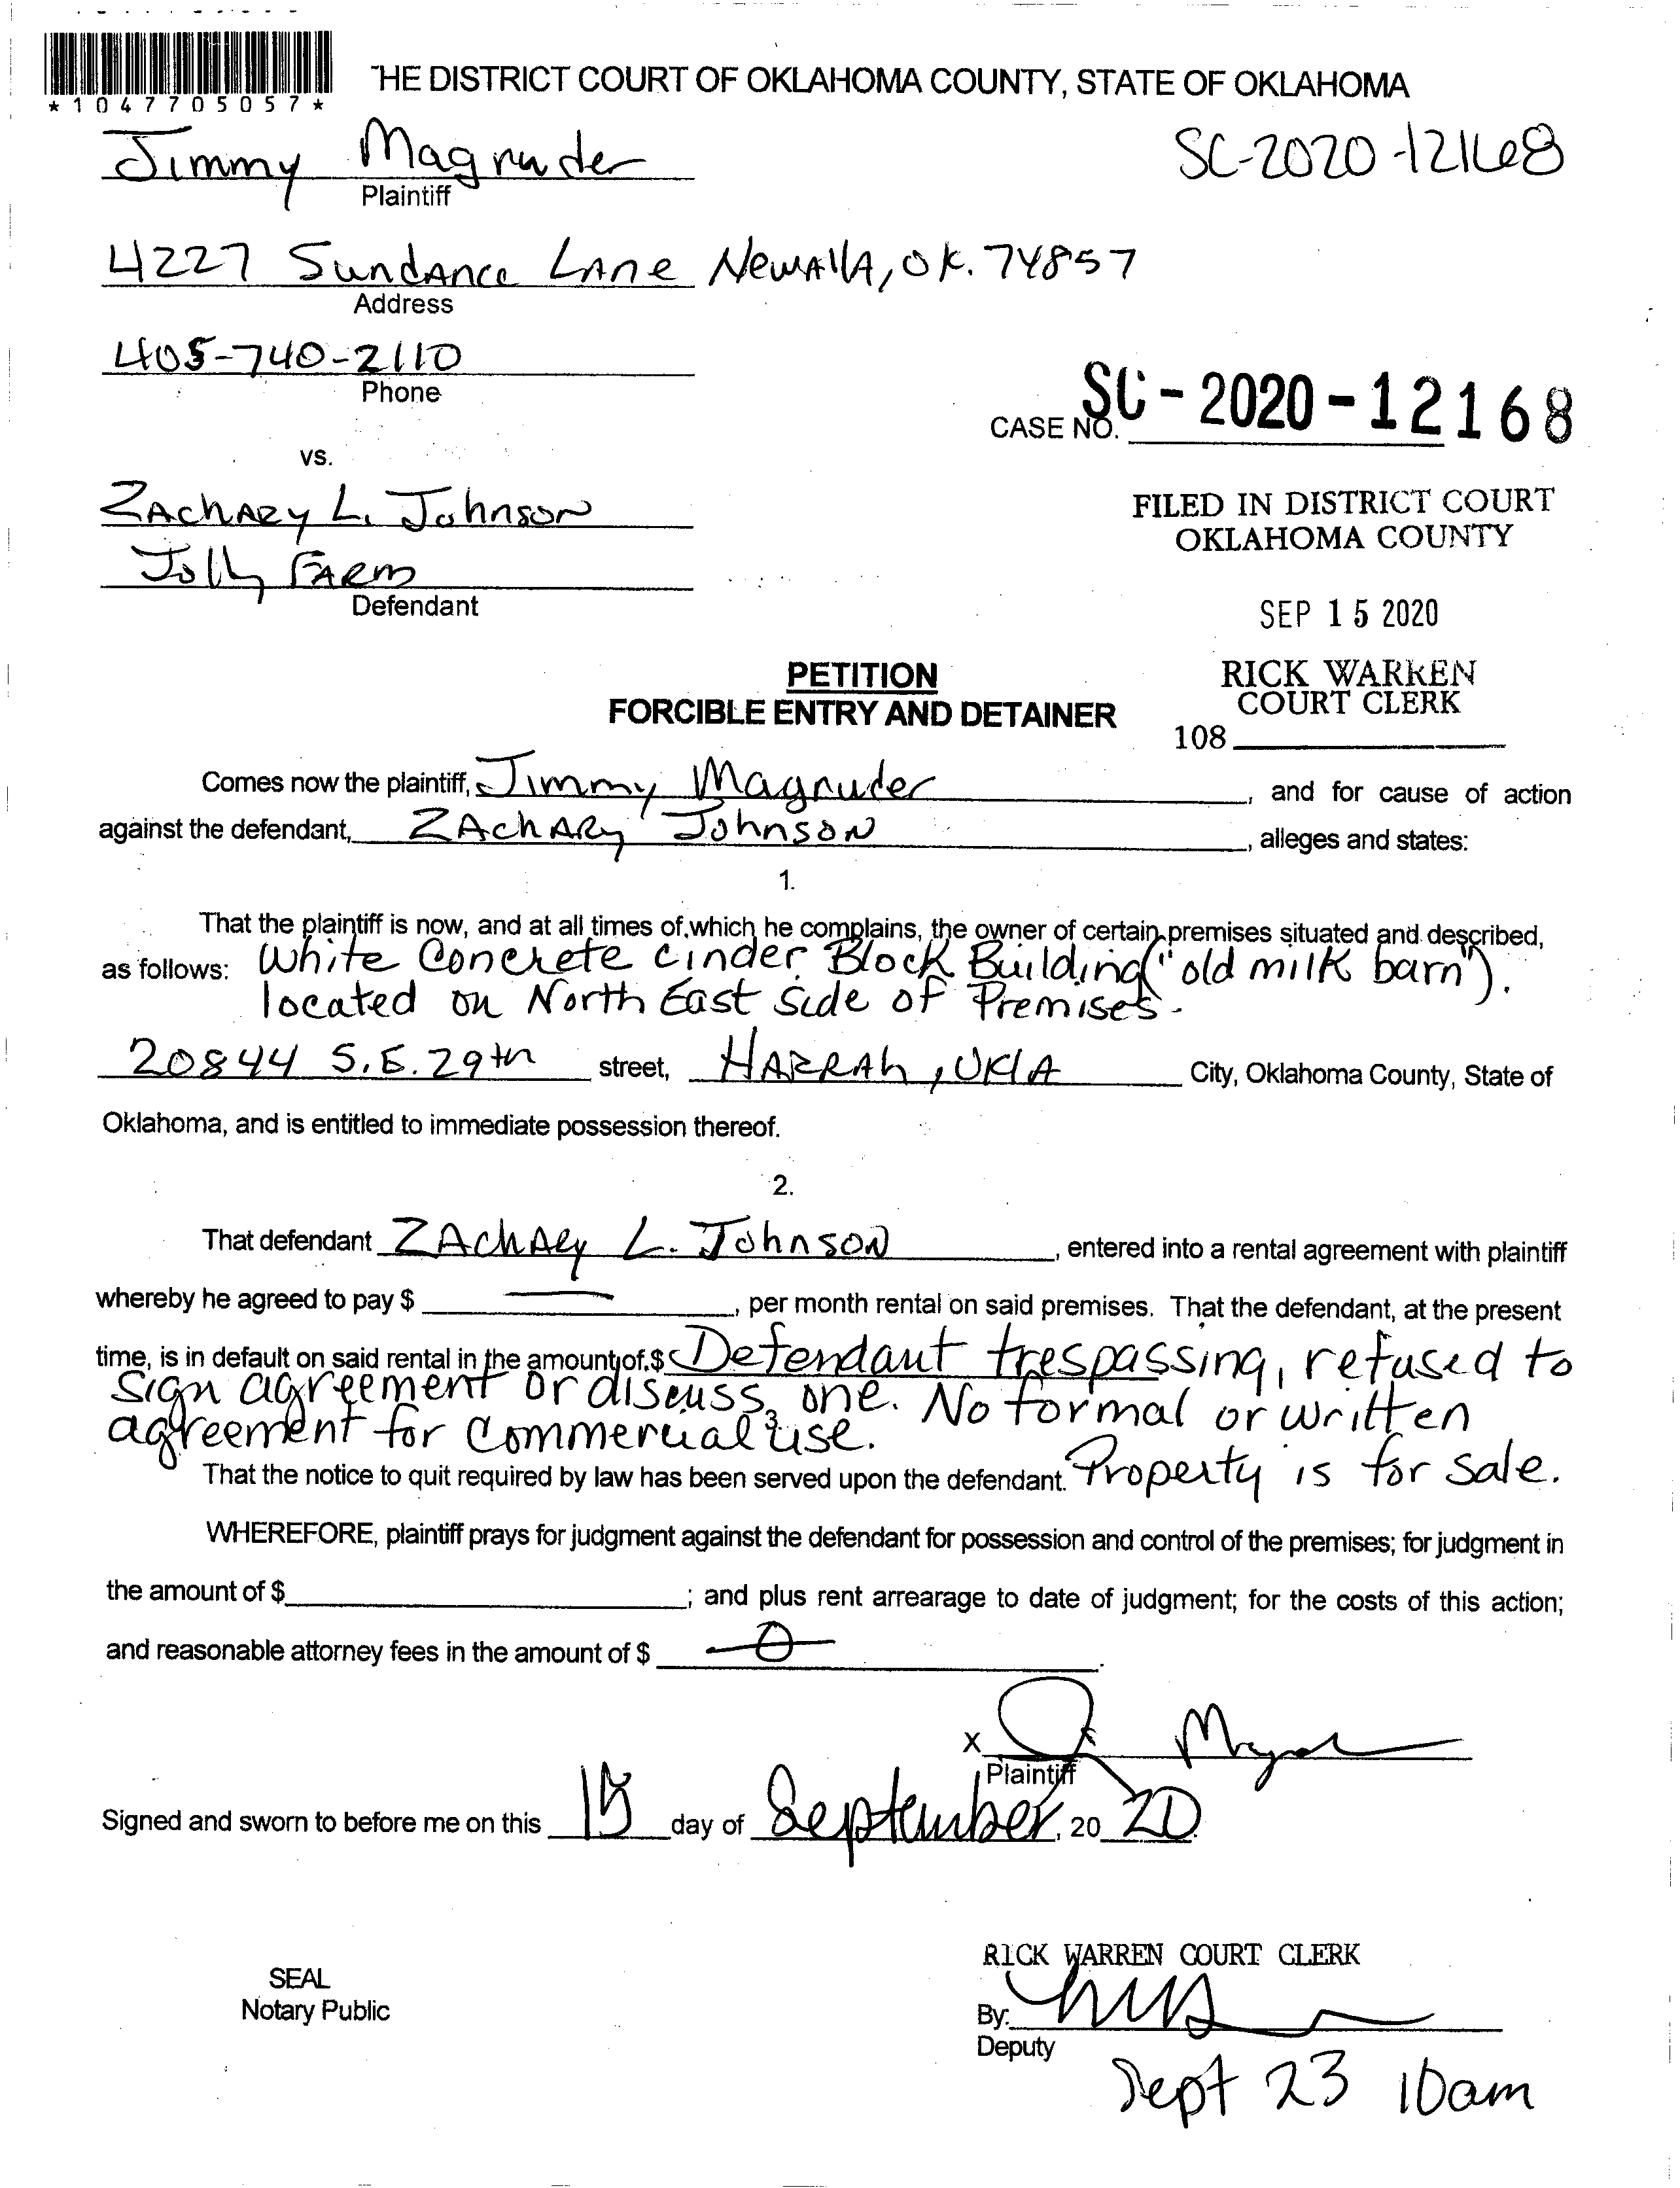 *1047705057*
THE DISTRICT COURT OF OKLAHOMA COUNTY, STATE OF OKLAHOMA
Jimmy Magruder
SC-2020-12168
Plaintiff
4227 Sundance Lane Newalla, OK. 74857
Address
405-740-2110
Phone
CASE NO. SC-2020-12168
vs.
Zachary L. Johnson
FILED IN DISTRICT COURT
OKLAHOMA COUNTY
Jolly Farm
Defendant
SEP 15 2020
PETITION
RICK WARREN
COURT CLERK
FORCIBLE ENTRY AND DETAINER
108
Comes now the plaintiff, Jimmy Magruder, and for cause of action
against the defendant, Zachary Johnson, alleges and states:
1.
That the plaintiff is now, and at all times of which he complains, the owner of certain premises situated and described,
as follows: White Concrete cinder Block Building ("old milk barn").
located on North East side of Premises.
20844 S.E. 29th street, Harrah, Okla City, Oklahoma County, State of
Oklahoma, and is entitled to immediate possession thereof.
2.
That defendant Zachary L. Johnson, entered into a rental agreement with plaintiff
whereby he agreed to pay $ —, per month rental on said premises. That the defendant, at the present
time, is in default on said rental in the amount of $ Defendant trespassing, refused to
sign agreement or discuss one. No formal or written
agreement for commercial use.
3.
That the notice to quit required by law has been served upon the defendant. Property is for sale.
WHEREFORE, plaintiff prays for judgment against the defendant for possession and control of the premises; for judgment in
the amount of $; and plus rent arrearage to date of judgment; for the costs of this action;
and reasonable attorney fees in the amount of $ 0.
X
Plaintiff
Signed and sworn to before me on this 15 day of September, 20 20.
RICK WARREN COURT CLERK
SEAL
Notary Public
By:
Deputy
Sept 23 10am